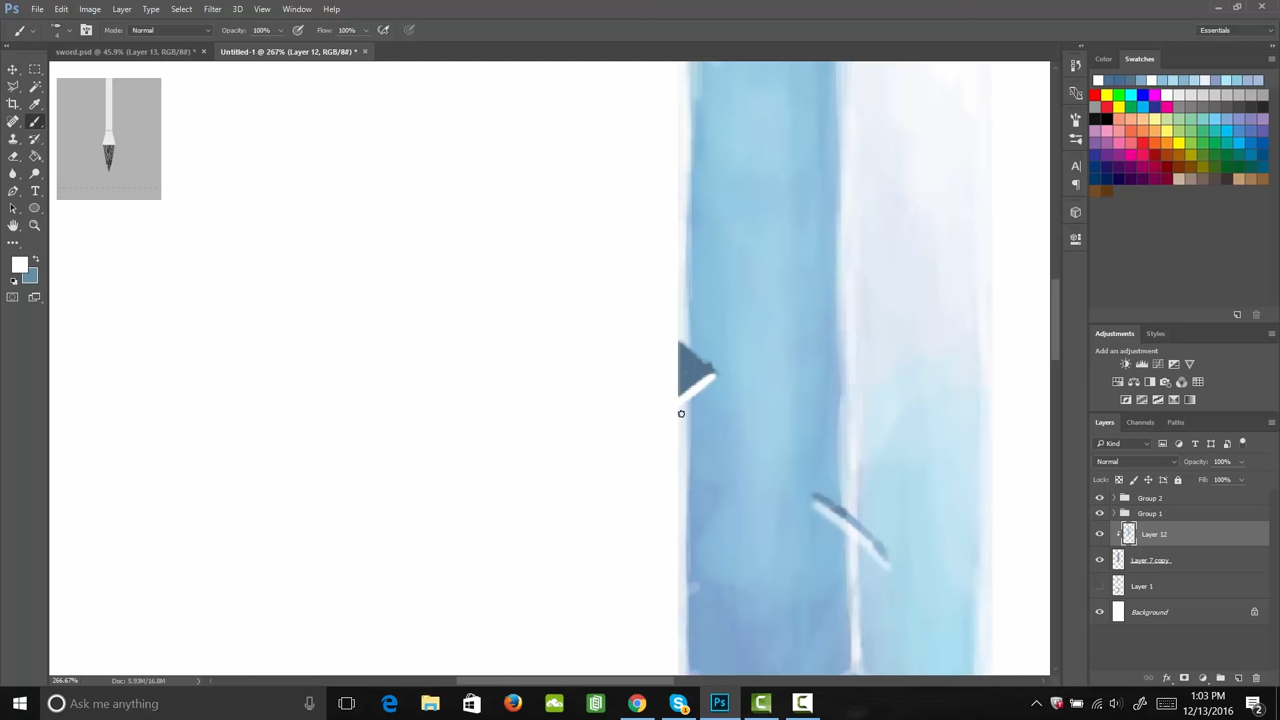 Ps File Edit Image Layer Type Select Filter 3D View Window Help
4 Mode: Normal Opacity: 100% Flow: 100% Essentials
sword.psd @ 45.9% (Layer 13, RGB/8#) * × Untitled-1 @ 267% (Layer 12, RGB/8#) * ×
Color Swatches
Adjustments Styles
Add an adjustment
Layers Channels Paths
Kind
Normal Opacity: 100%
Lock: Fill: 100%
Group 2
Group 1
Layer 12
Layer 7 copy
Layer 1
Background
266.67% Doc: 5.93M/16.8M
Ask me anything
1:03 PM
12/13/2016